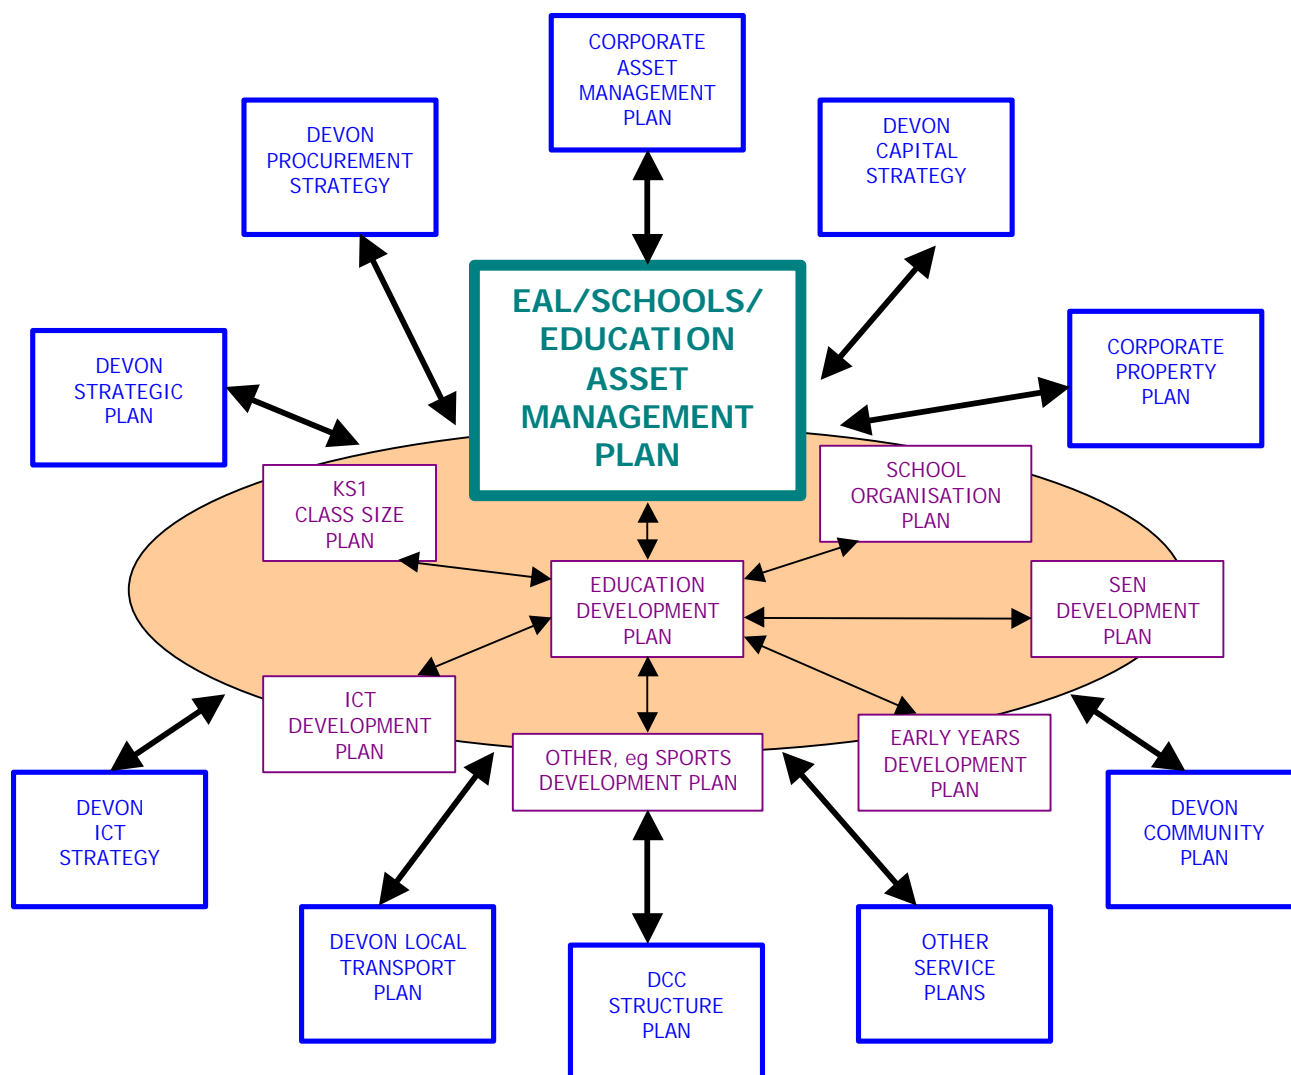 CORPORATE
ASSET
MANAGEMENT
PLAN
DEVON
PROCUREMENT
STRATEGY
DEVON
CAPITAL
STRATEGY
EAL/SCHOOLS/
EDUCATION
ASSET
MANAGEMENT
PLAN
DEVON
STRATEGIC
PLAN
CORPORATE
PROPERTY
PLAN
KS1
CLASS SIZE
PLAN
SCHOOL
ORGANISATION
PLAN
EDUCATION
DEVELOPMENT
PLAN
SEN
DEVELOPMENT
PLAN
ICT
DEVELOPMENT
PLAN
OTHER, eg SPORTS
DEVELOPMENT PLAN
EARLY YEARS
DEVELOPMENT
PLAN
DEVON
ICT
STRATEGY
DEVON
COMMUNITY
PLAN
DEVON LOCAL
TRANSPORT
PLAN
DCC
STRUCTURE
PLAN
OTHER
SERVICE
PLANS